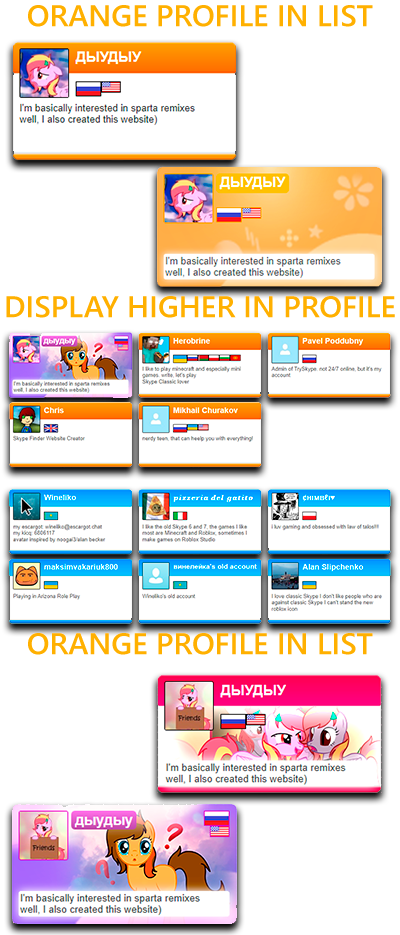 ORANGE PROFILE IN LIST
ДЫУДЫУ
I'm basically interested in sparta remixes
well, I also created this website)
ДЫУДЫУ
I'm basically interested in sparta remixes
well, I also created this website)
DISPLAY HIGHER IN PROFILE
ДЫУДЫУ
I'm basically interested in sparta remixes
well, I also created this website)
Herobrine
I like to play minecraft and especially mini
games. write, let's play
Skype Classic lover
Pavel Poddubny
Admin of TrySkype. not 24/7 online, but it's my
account
Chris
Skype Finder Website Creator
Mikhail Churakov
nerdy teen, that can heelp you with everything!
Wineliko
my escargot: wineliko@escargot.chat
my klcq: 6806117
avatar inspired by noogai3/alan becker
pizzeria del gatito
I like the old Skype 6 and 7, the games I like
most are Minecraft and Roblox, sometimes I
make games on Roblox Studio
I luv gaming and obsessed with law of talos!!!
maksimvakariuk800
Playing in Arizona Role Play
винелейка's old account
Wineliko's old account
Alan Slipchenko
I love classic Skype I don't like people who are
against classic Skype I can't stand the new
roblox icon
ORANGE PROFILE IN LIST
ДЫУДЫУ
Friends
I'm basically interested in sparta remixes
well, I also created this website)
ДЫУДЫУ
Friends
I'm basically interested in sparta remixes
well, I also created this website)